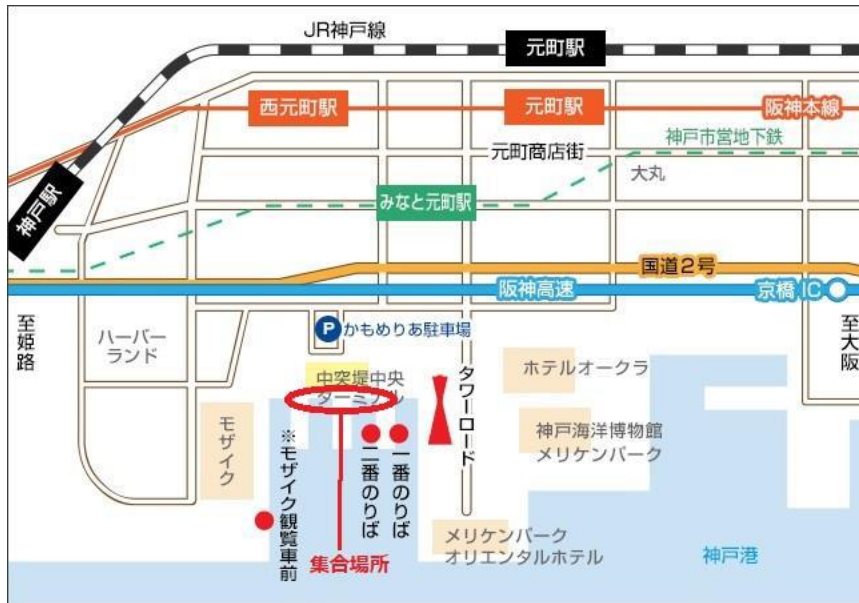 JR神戸線
元町駅
西元町駅
元町駅
阪神本線
神戸市営地下鉄
元町商店街
大丸
神戸駅
みなと元町駅
国道2号
阪神高速
京橋IC
至姫路
ハーバー
ランド
P かもめりあ駐車場
至大阪
中突堤中央
ターミナル
タワーロード
ホテルオークラ
モザイク
神戸海洋博物館
メリケンパーク
※モザイク観覧車前
二番のりば
一番のりば
集合場所
メリケンパーク
オリエンタルホテル
神戸港